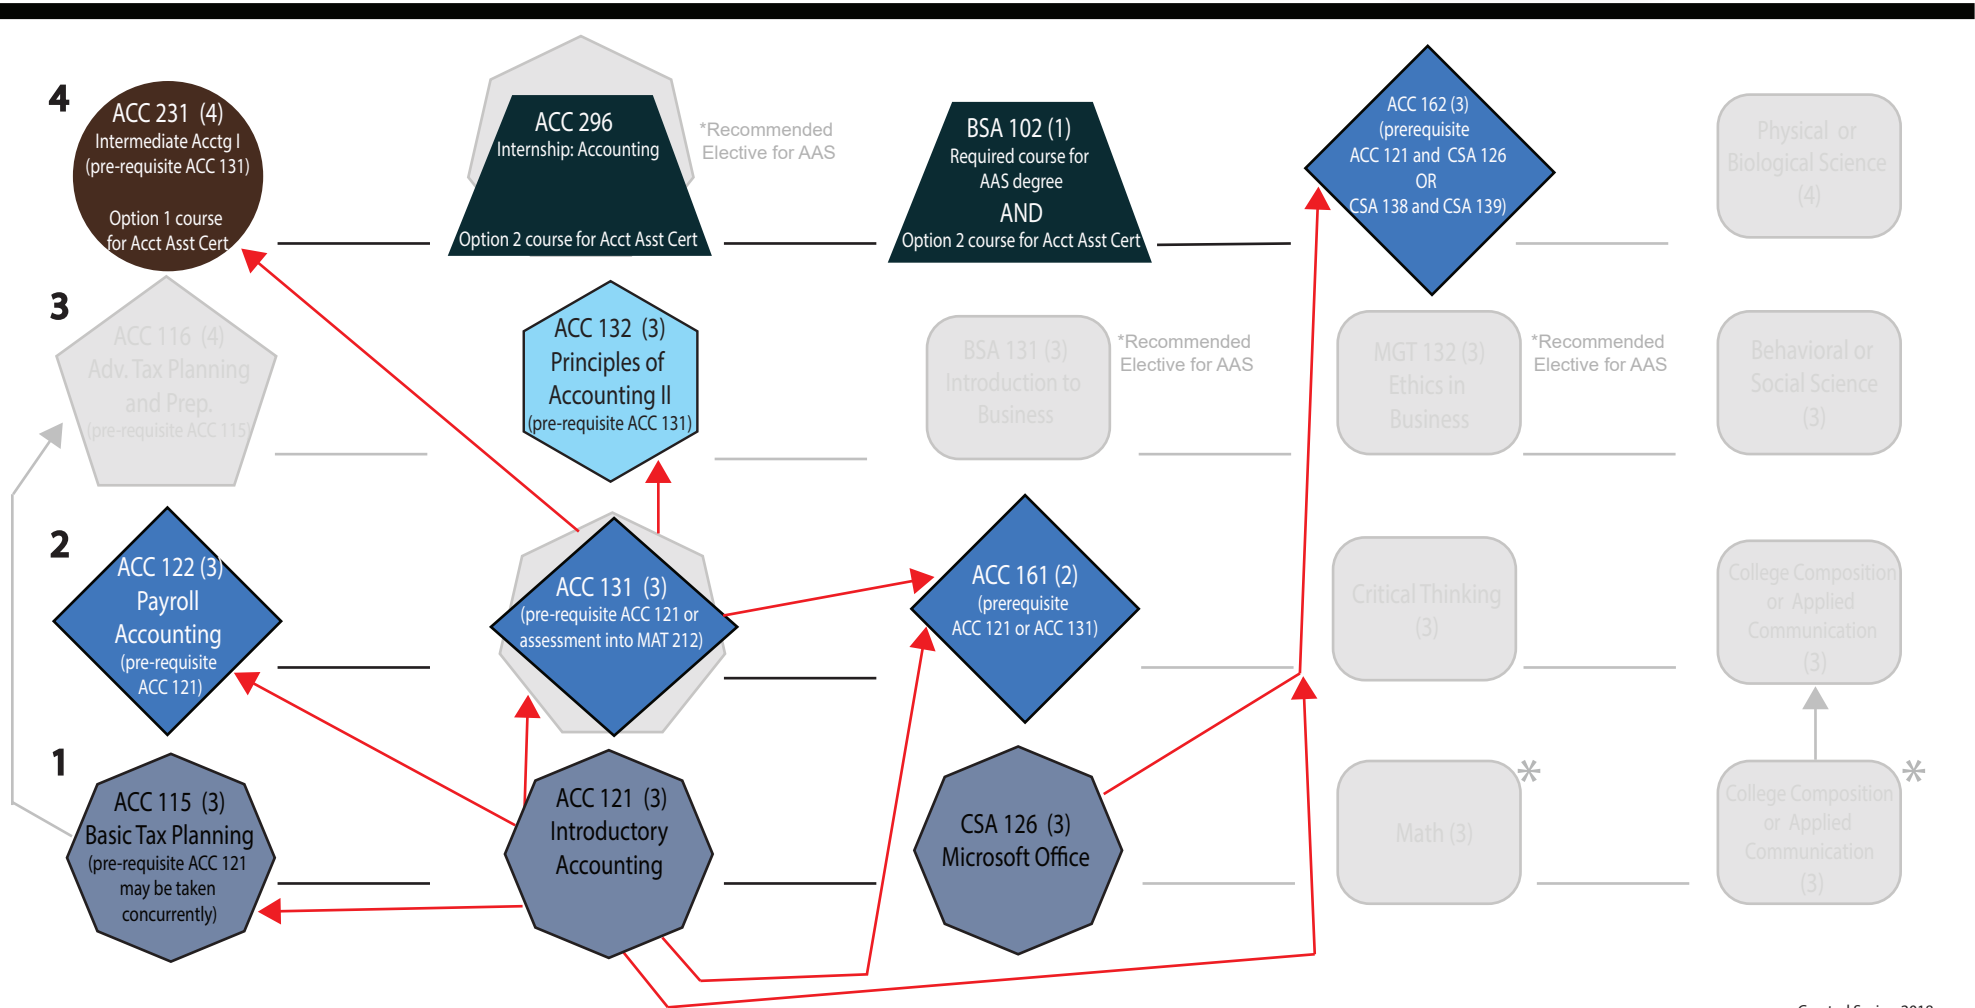 4
ACC 231 (4)
Intermediate Acctg I
(pre-requisite ACC 131)
Option 1 course
for Acct Asst Cert
ACC 296
Internship: Accounting
Option 2 course for Acct Asst Cert
*Recommended
Elective for AAS
BSA 102 (1)
Required course for
AAS degree
AND
Option 2 course for Acct Asst Cert
ACC 162 (3)
(prerequisite
ACC 121 and CSA 126
OR
CSA 138 and CSA 139)
Physical or
Biological Science
(4)
3
ACC 116 (4)
Adv. Tax Planning
and Prep.
(pre-requisite ACC 115)
ACC 132 (3)
Principles of
Accounting II
(pre-requisite ACC 131)
BSA 131 (3)
Introduction to
Business
*Recommended
Elective for AAS
MGT 132 (3)
Ethics in
Business
*Recommended
Elective for AAS
Behavioral or
Social Science
(3)
2
ACC 122 (3)
Payroll
Accounting
(pre-requisite
ACC 121)
ACC 131 (3)
(pre-requisite ACC 121 or
assessment into MAT 212)
ACC 161 (2)
(prerequisite
ACC 121 or ACC 131)
Critical Thinking
(3)
College Composition
or Applied
Communication
(3)
1
ACC 115 (3)
Basic Tax Planning
(pre-requisite ACC 121
may be taken
concurrently)
ACC 121 (3)
Introductory
Accounting
CSA 126 (3)
Microsoft Office
Math (3)
*
College Composition
or Applied
Communication
(3)
*